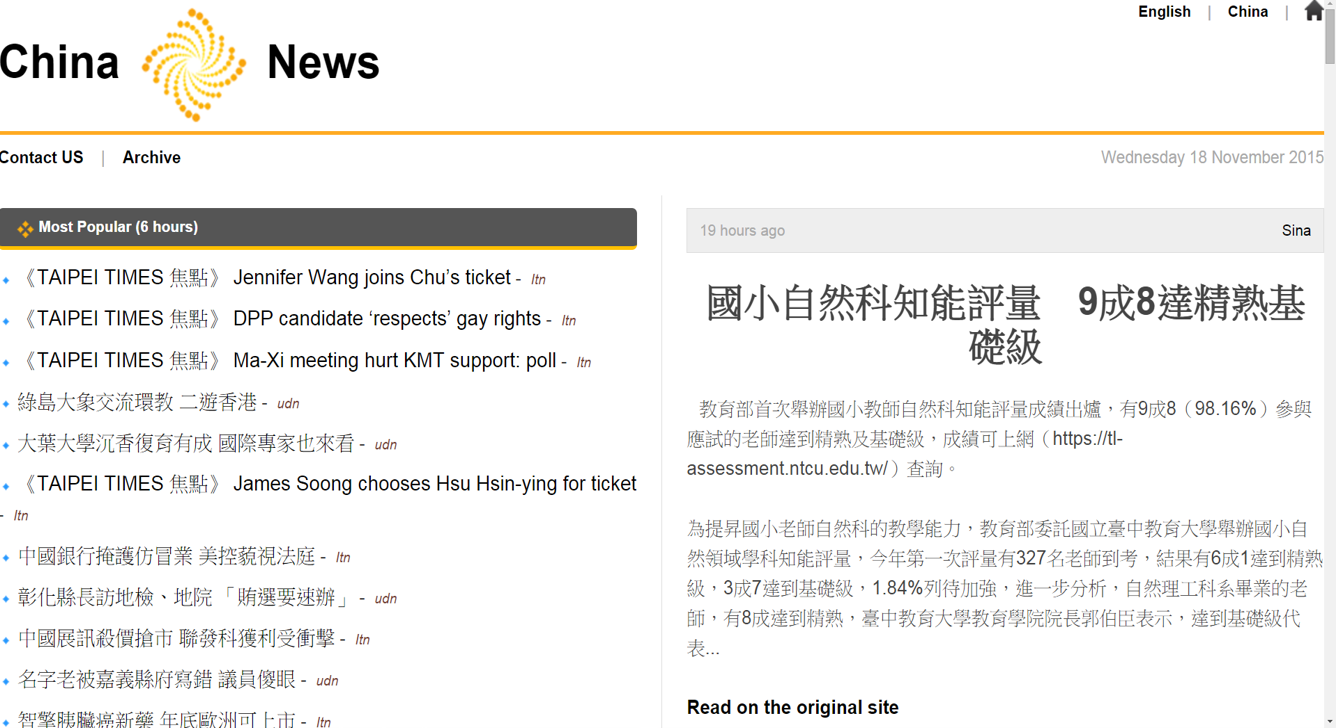 English | China |
China News
Contact US | Archive
Wednesday 18 November 2015
Most Popular (6 hours)
《TAIPEI TIMES 焦點》 Jennifer Wang joins Chu’s ticket - ltn
《TAIPEI TIMES 焦點》 DPP candidate ‘respects’ gay rights - ltn
《TAIPEI TIMES 焦點》 Ma-Xi meeting hurt KMT support: poll - ltn
綠島大象交流環教 二遊香港 - udn
大葉大學沉香復育有成 國際專家也來看 - udn
《TAIPEI TIMES 焦點》 James Soong chooses Hsu Hsin-ying for ticket
- ltn
中國銀行掩護仿冒業 美控藐視法庭 - ltn
彰化縣長訪地檢、地院 「賄選要速辦」 - udn
中國展訊殺價搶市 聯發科獲利受衝擊 - ltn
名字老被嘉義縣府寫錯 議員傻眼 - udn
智擎胰臟癌新藥 年底歐洲可上市 - ltn
19 hours ago
Sina
國小自然科知能評量　9成8達精熟基
礎級
教育部首次舉辦國小教師自然科知能評量成績出爐，有9成8（98.16%）參與
應試的老師達到精熟及基礎級，成績可上網（https://tl-
assessment.ntcu.edu.tw/）查詢。
為提昇國小老師自然科的教學能力，教育部委託國立臺中教育大學舉辦國小自
然領域學科知能評量，今年第一次評量有327名老師到考，結果有6成1達到精熟
級，3成7達到基礎級，1.84%列待加強，進一步分析，自然理工科系畢業的老
師，有8成達到精熟，臺中教育大學教育學院院長郭伯臣表示，達到基礎級代
表...
Read on the original site